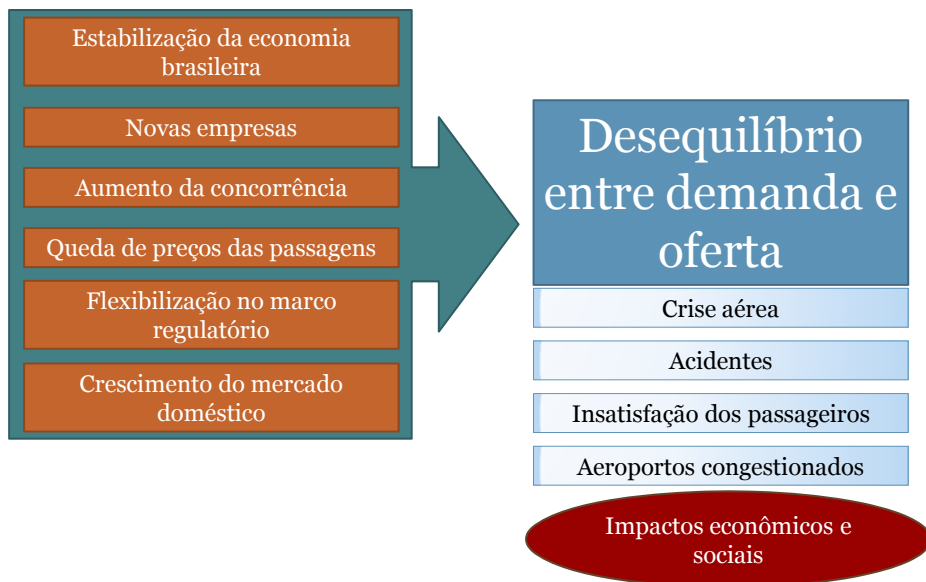 Estabilização da economia
brasileira
Novas empresas
Aumento da concorrência
Queda de preços das passagens
Flexibilização no marco
regulatório
Crescimento do mercado
doméstico
Desequilíbrio
entre demanda e
oferta
Crise aérea
Acidentes
Insatisfação dos passageiros
Aeroportos congestionados
Impactos econômicos e
sociais